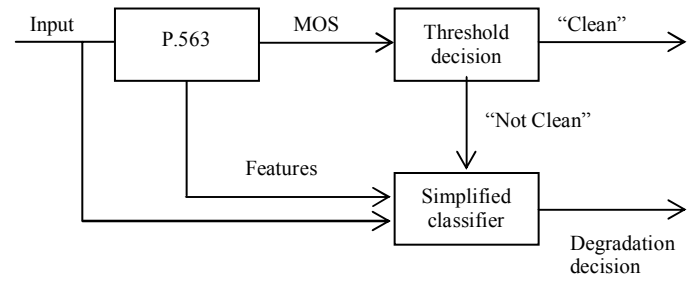 Input
P.563
MOS
Threshold
decision
“Clean”
“Not Clean”
Features
Simplified
classifier
Degradation
decision